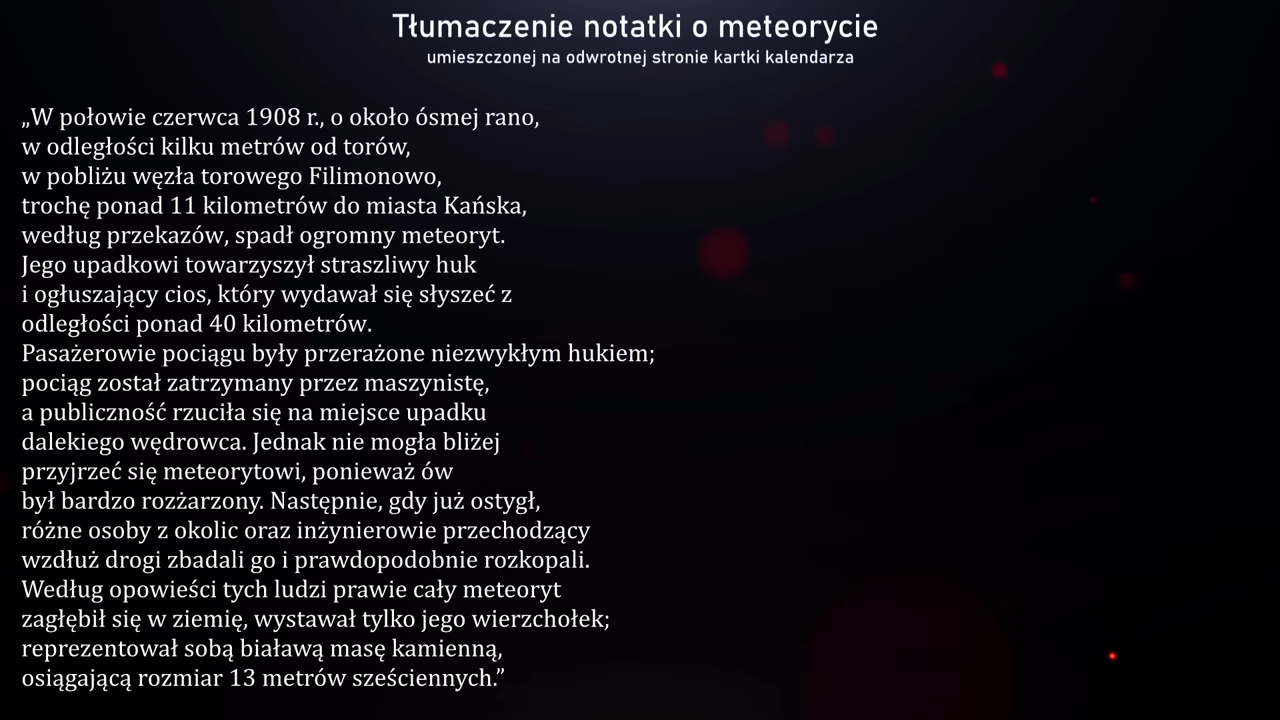 Tłumaczenie notatki o meteorycie
umieszczonej na odwrotnej stronie kartki kalendarza
„W połowie czerwca 1908 r., o około ósmej rano,
w odległości kilku metrów od torów,
w pobliżu węzła torowego Filimonowo,
trochę ponad 11 kilometrów do miasta Kańska,
według przekazów, spadł ogromny meteoryt.
Jego upadkowi towarzyszył straszliwy huk
i ogłuszający cios, który wydawał się słyszeć z
odległości ponad 40 kilometrów.
Pasażerowie pociągu były przerażone niezwykłym hukiem;
pociąg został zatrzymany przez maszynistę,
a publiczność rzuciła się na miejsce upadku
dalekiego wędrowca. Jednak nie mogła bliżej
przyjrzeć się meteorytowi, ponieważ ów
był bardzo rozżarzony. Następnie, gdy już ostygł,
różne osoby z okolic oraz inżynierowie przechodzący
wzdłuż drogi zbadali go i prawdopodobnie rozkopali.
Według opowieści tych ludzi prawie cały meteoryt
zagłębił się w ziemię, wystawał tylko jego wierzchołek;
reprezentował sobą białawą masę kamienną,
osiągającą rozmiar 13 metrów sześciennych.”